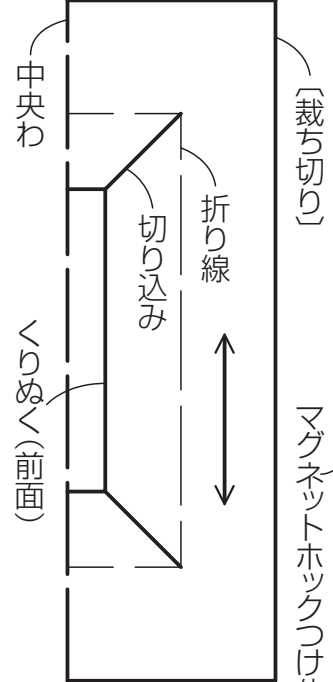 〔裁ち切り〕
マグネットホックつけ
折り線
切り込み
中央わ
くりぬく(前面)